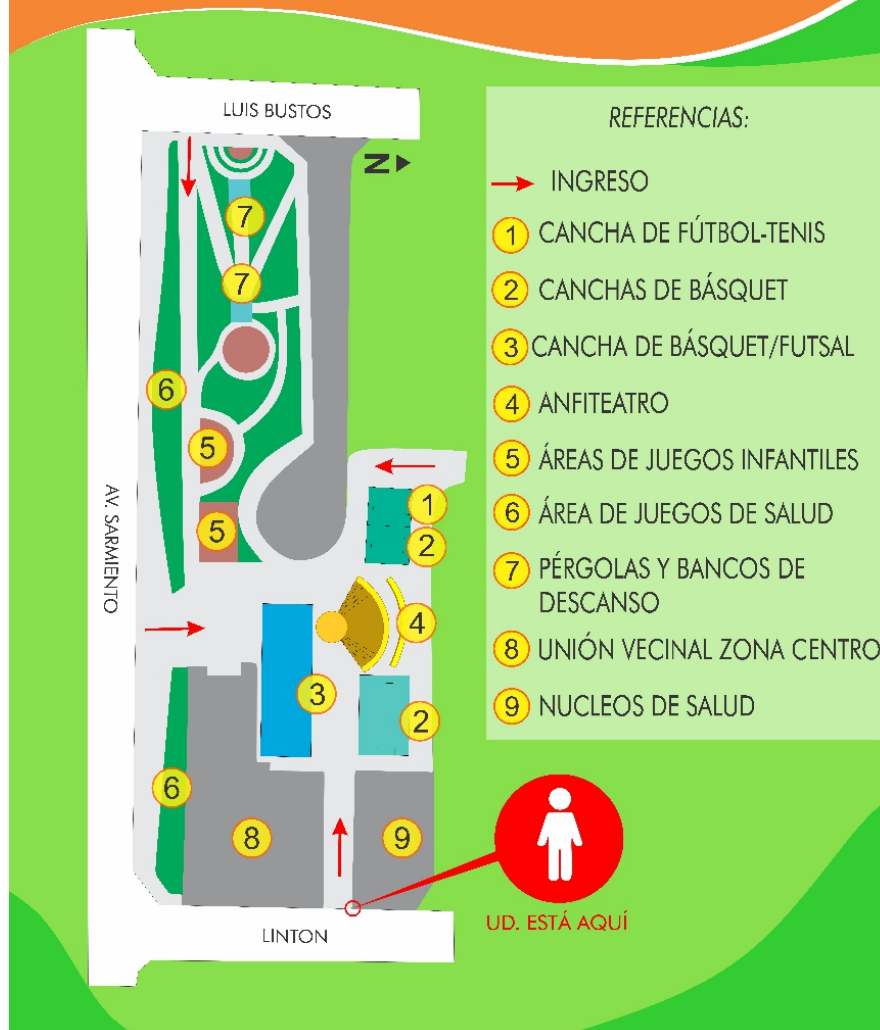 LUIS BUSTOS
N
7
7
6
5
5
1
2
4
3
2
6
8
9
AV. SARMIENTO
LINTON
REFERENCIAS:
INGRESO
1 CANCHA DE FÚTBOL-TENIS
2 CANCHAS DE BÁSQUET
3 CANCHA DE BÁSQUET/FUTSAL
4 ANFITEATRO
5 ÁREAS DE JUEGOS INFANTILES
6 ÁREA DE JUEGOS DE SALUD
7 PÉRGOLAS Y BANCOS DE
DESCANSO
8 UNIÓN VECINAL ZONA CENTRO
9 NUCLEOS DE SALUD
UD. ESTÁ AQUÍ